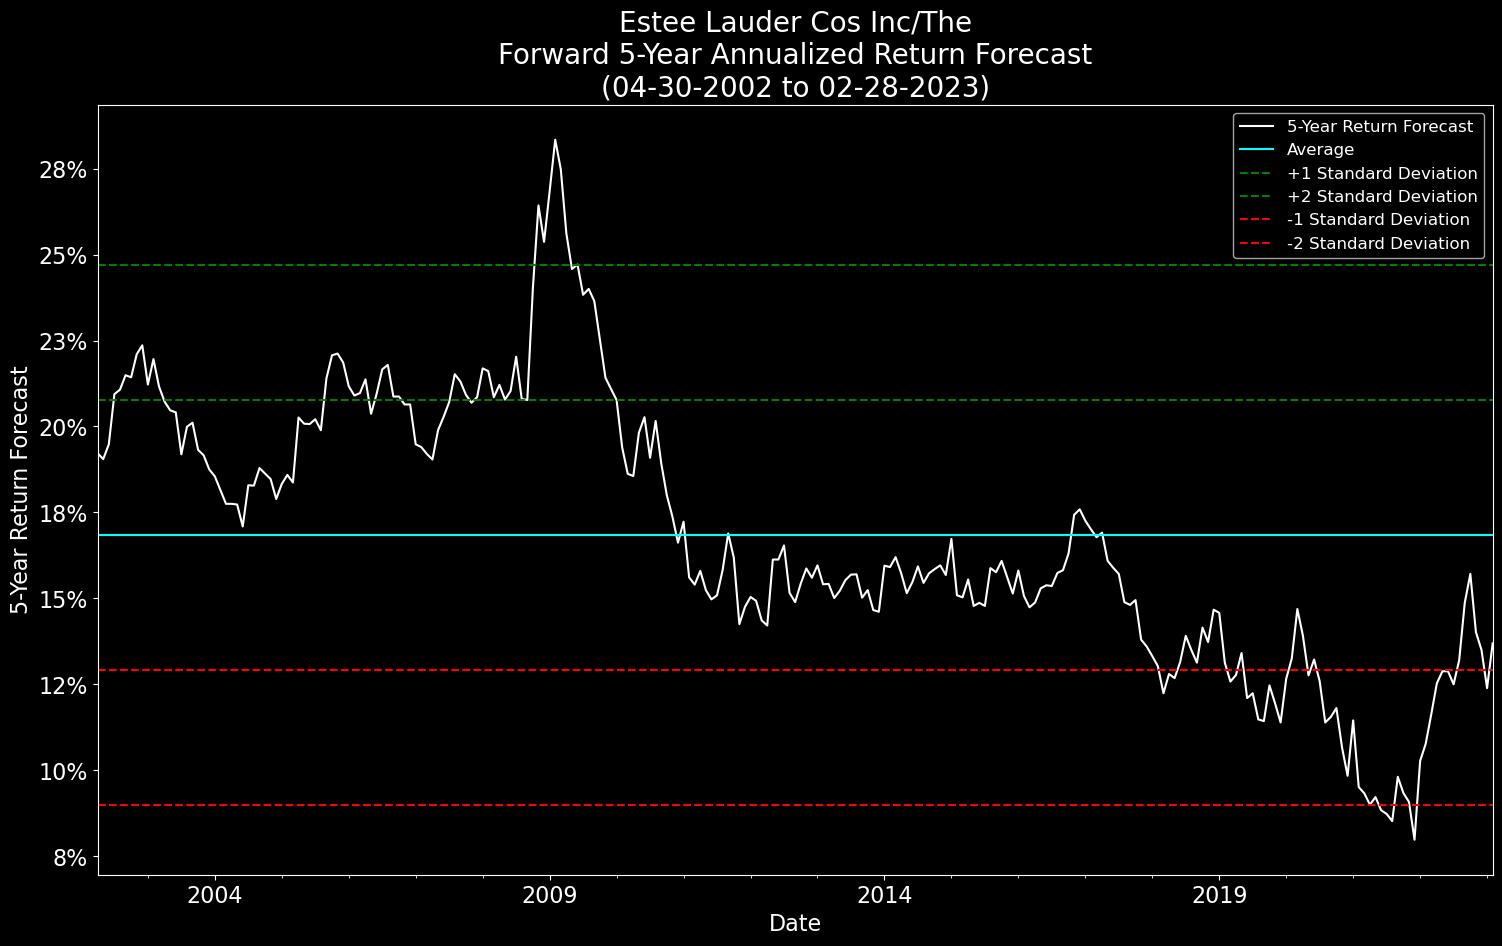 Estee Lauder Cos Inc/The
Forward 5-Year Annualized Return Forecast
(04-30-2002 to 02-28-2023)
5-Year Return Forecast
Average
+1 Standard Deviation
+2 Standard Deviation
-1 Standard Deviation
-2 Standard Deviation
28%
25%
23%
20%
18%
15%
12%
10%
8%
5-Year Return Forecast
2004
2009
2014
2019
Date